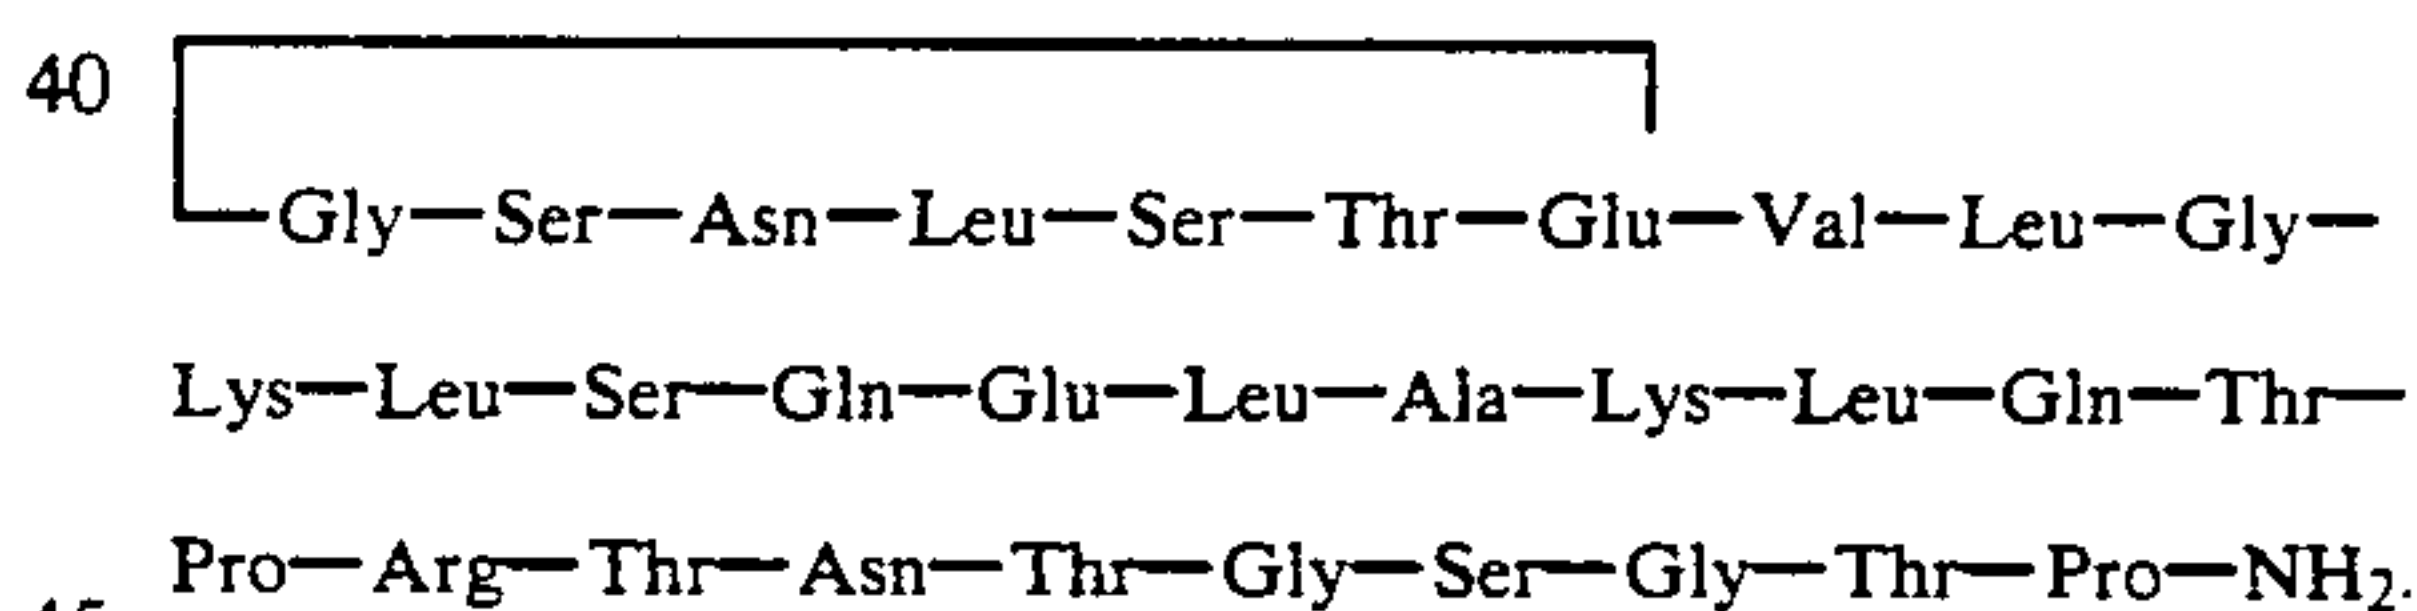 40
Gly—Ser—Asn—Leu—Ser—Thr—Glu—Val—Leu—Gly—
Lys—Leu—Ser—Gln—Glu—Leu—Ala—Lys—Leu—Gln—Thr—
Pro—Arg—Thr—Asn—Thr—Gly—Ser—Gly—Thr—Pro—NH₂.